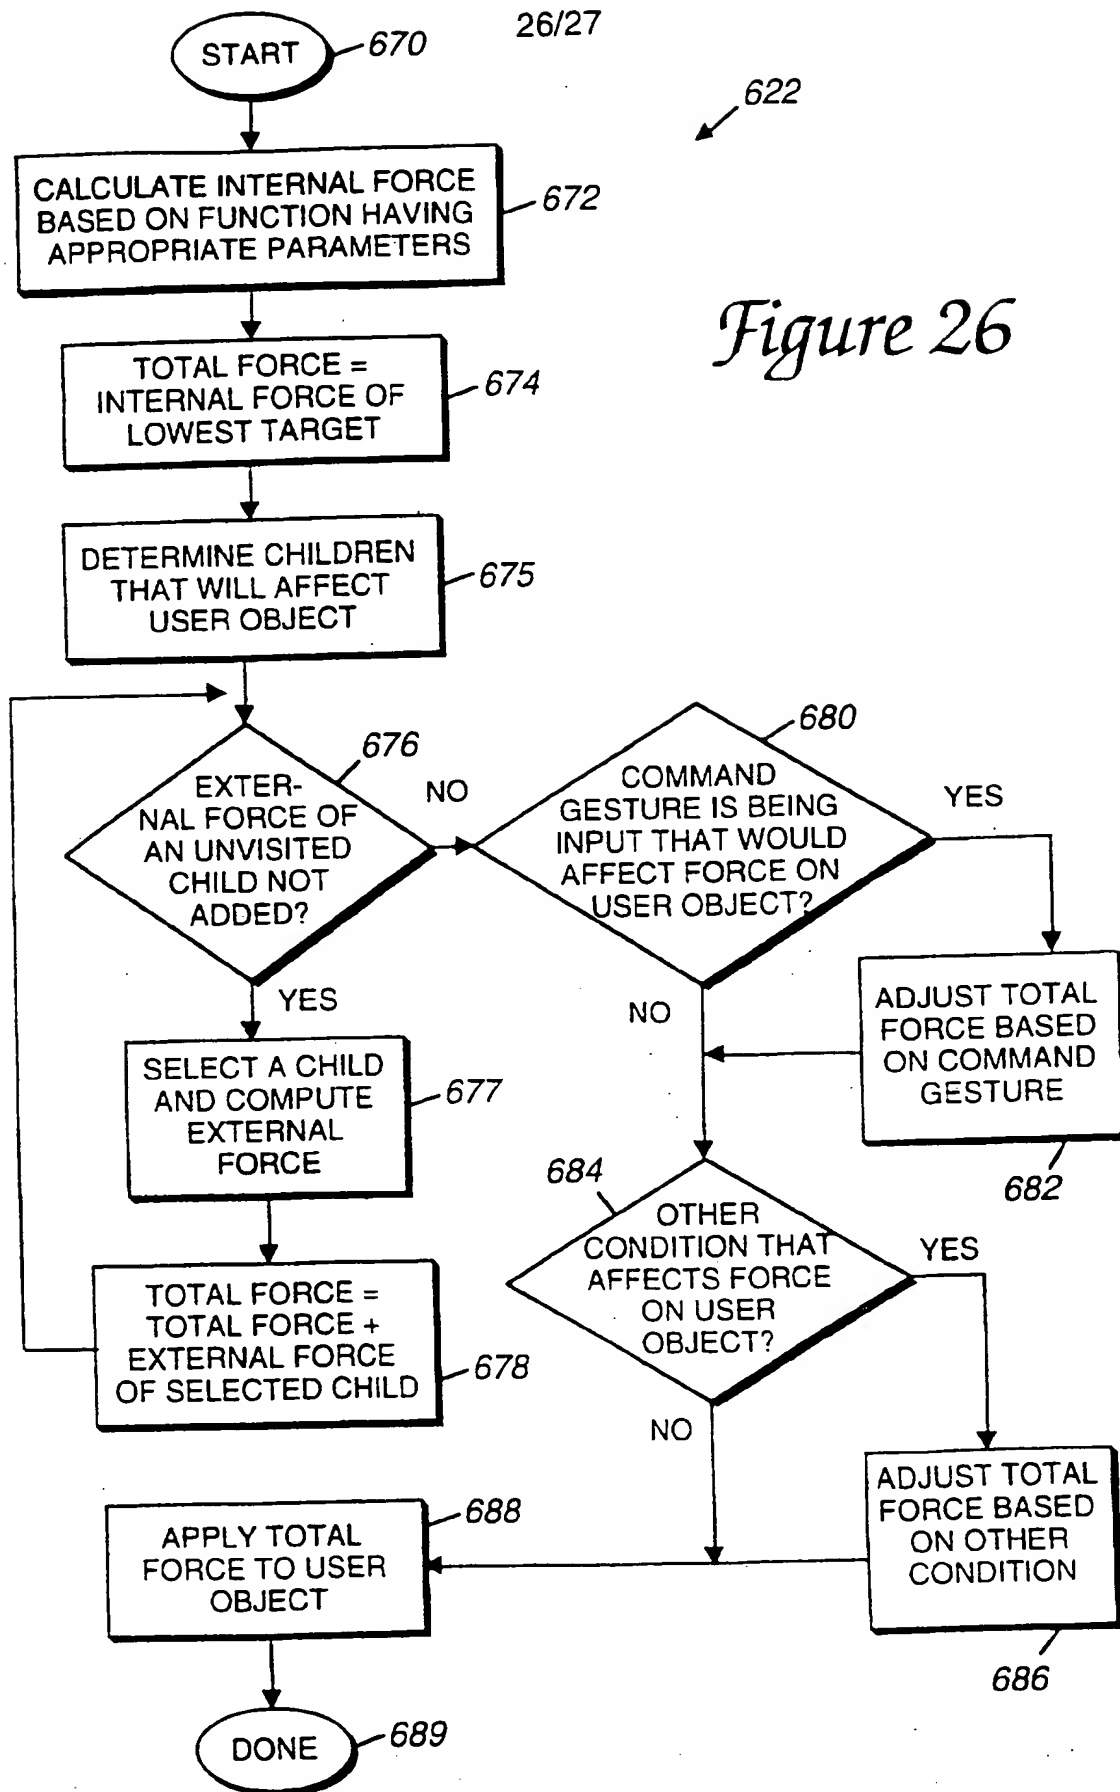 26/27
START
670
622
CALCULATE INTERNAL FORCE
BASED ON FUNCTION HAVING
APPROPRIATE PARAMETERS
672
Figure 26
TOTAL FORCE =
INTERNAL FORCE OF
LOWEST TARGET
674
DETERMINE CHILDREN
THAT WILL AFFECT
USER OBJECT
675
EXTER-
NAL FORCE OF
AN UNVISITED
CHILD NOT
ADDED?
676
NO
YES
COMMAND
GESTURE IS BEING
INPUT THAT WOULD
AFFECT FORCE ON
USER OBJECT?
680
YES
NO
ADJUST TOTAL
FORCE BASED
ON COMMAND
GESTURE
682
SELECT A CHILD
AND COMPUTE
EXTERNAL
FORCE
677
TOTAL FORCE =
TOTAL FORCE +
EXTERNAL FORCE
OF SELECTED CHILD
678
684
OTHER
CONDITION THAT
AFFECTS FORCE
ON USER
OBJECT?
YES
NO
ADJUST TOTAL
FORCE BASED
ON OTHER
CONDITION
686
APPLY TOTAL
FORCE TO USER
OBJECT
688
DONE
689